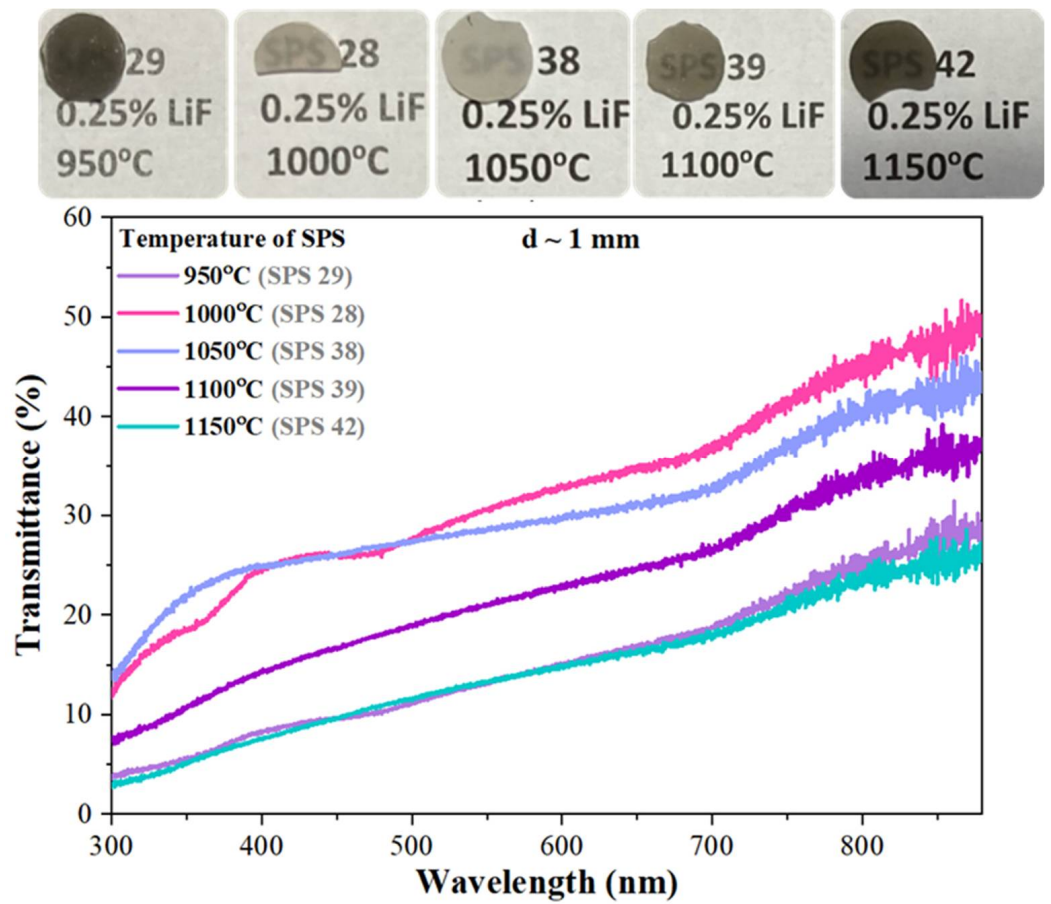 SPS 29
0.25% LiF
950°C
SPS 28
0.25% LiF
1000°C
SPS 38
0.25% LiF
1050°C
SPS 39
0.25% LiF
1100°C
SPS 42
0.25% LiF
1150°C
Temperature of SPS
d ~ 1 mm
950°C (SPS 29)
1000°C (SPS 28)
1050°C (SPS 38)
1100°C (SPS 39)
1150°C (SPS 42)
Transmittance (%)
60
50
40
30
20
10
0
300 400 500 600 700 800
Wavelength (nm)